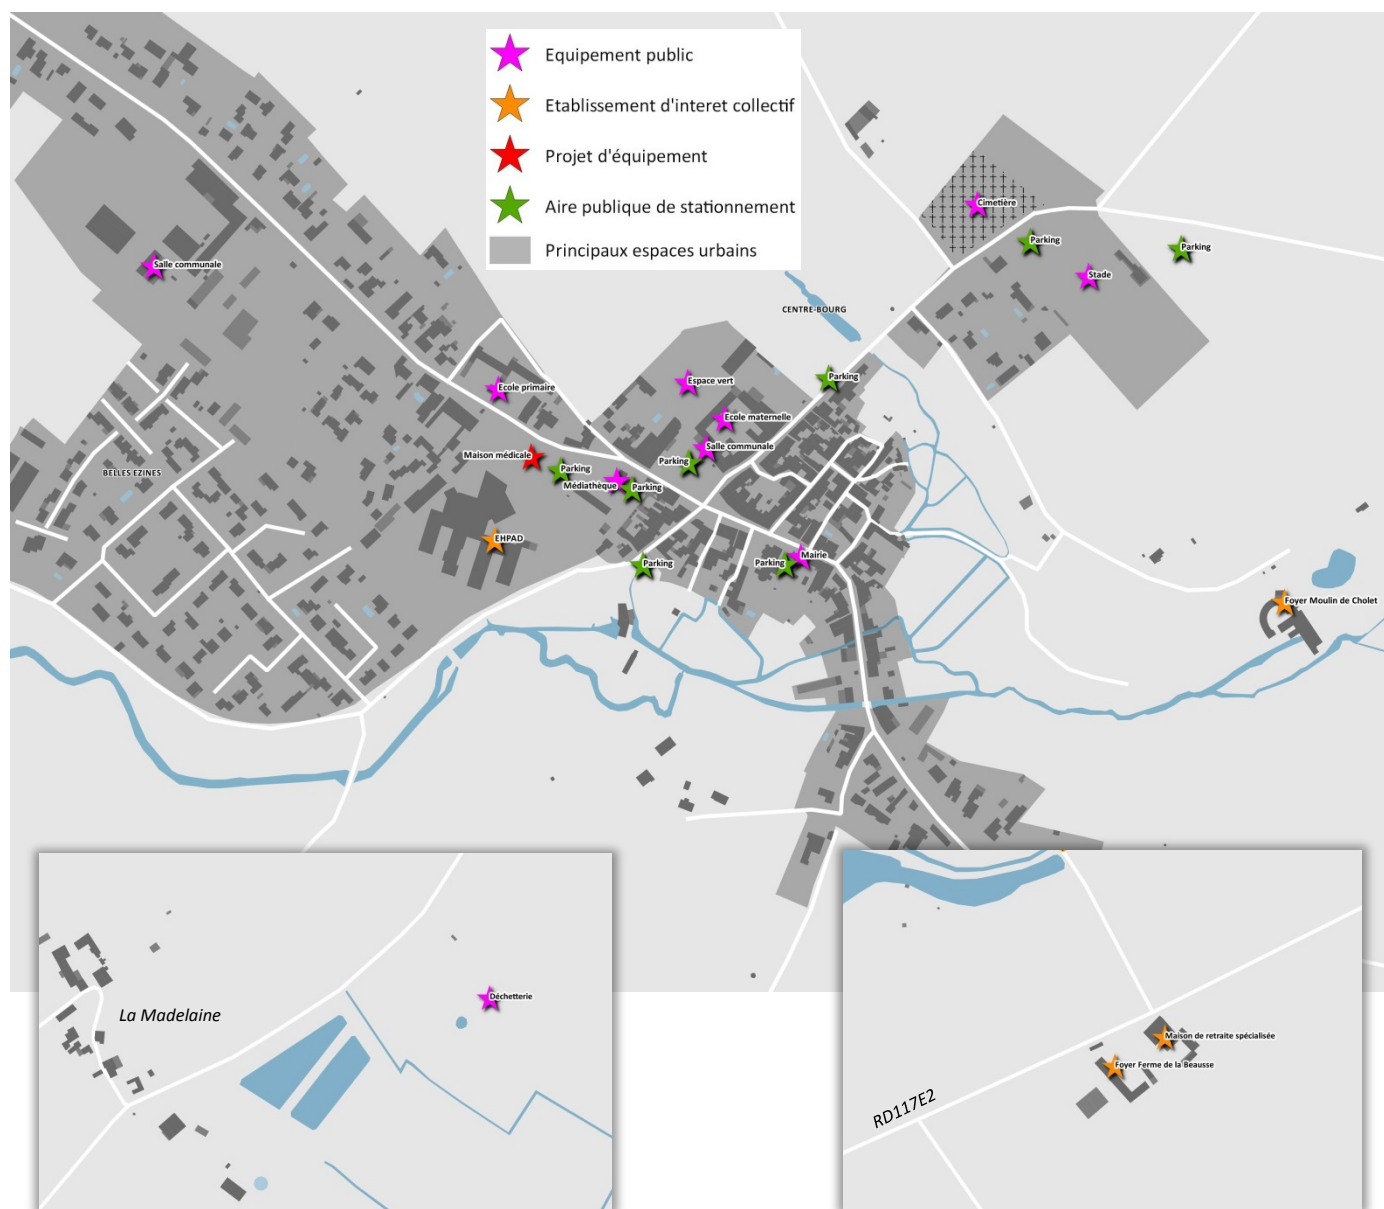 Equipement public
Etablissement d'interet collectif
Projet d'équipement
Aire publique de stationnement
Principaux espaces urbains
Cimetière
Parking
Parking
Salle communale
Stade
CENTRE-BOURG
Parking
Espace vert
Ecole primaire
Ecole maternelle
Salle communale
Maison médicale
Parking
Parking
BELLES EZINES
Médiathèque
Parking
EHPAD
Mairie
Parking
Parking
Foyer Moulin de Cholet
Déchetterie
La Madelaine
Maison de retraite spécialisée
Foyer Ferme de la Beausse
RD117E2